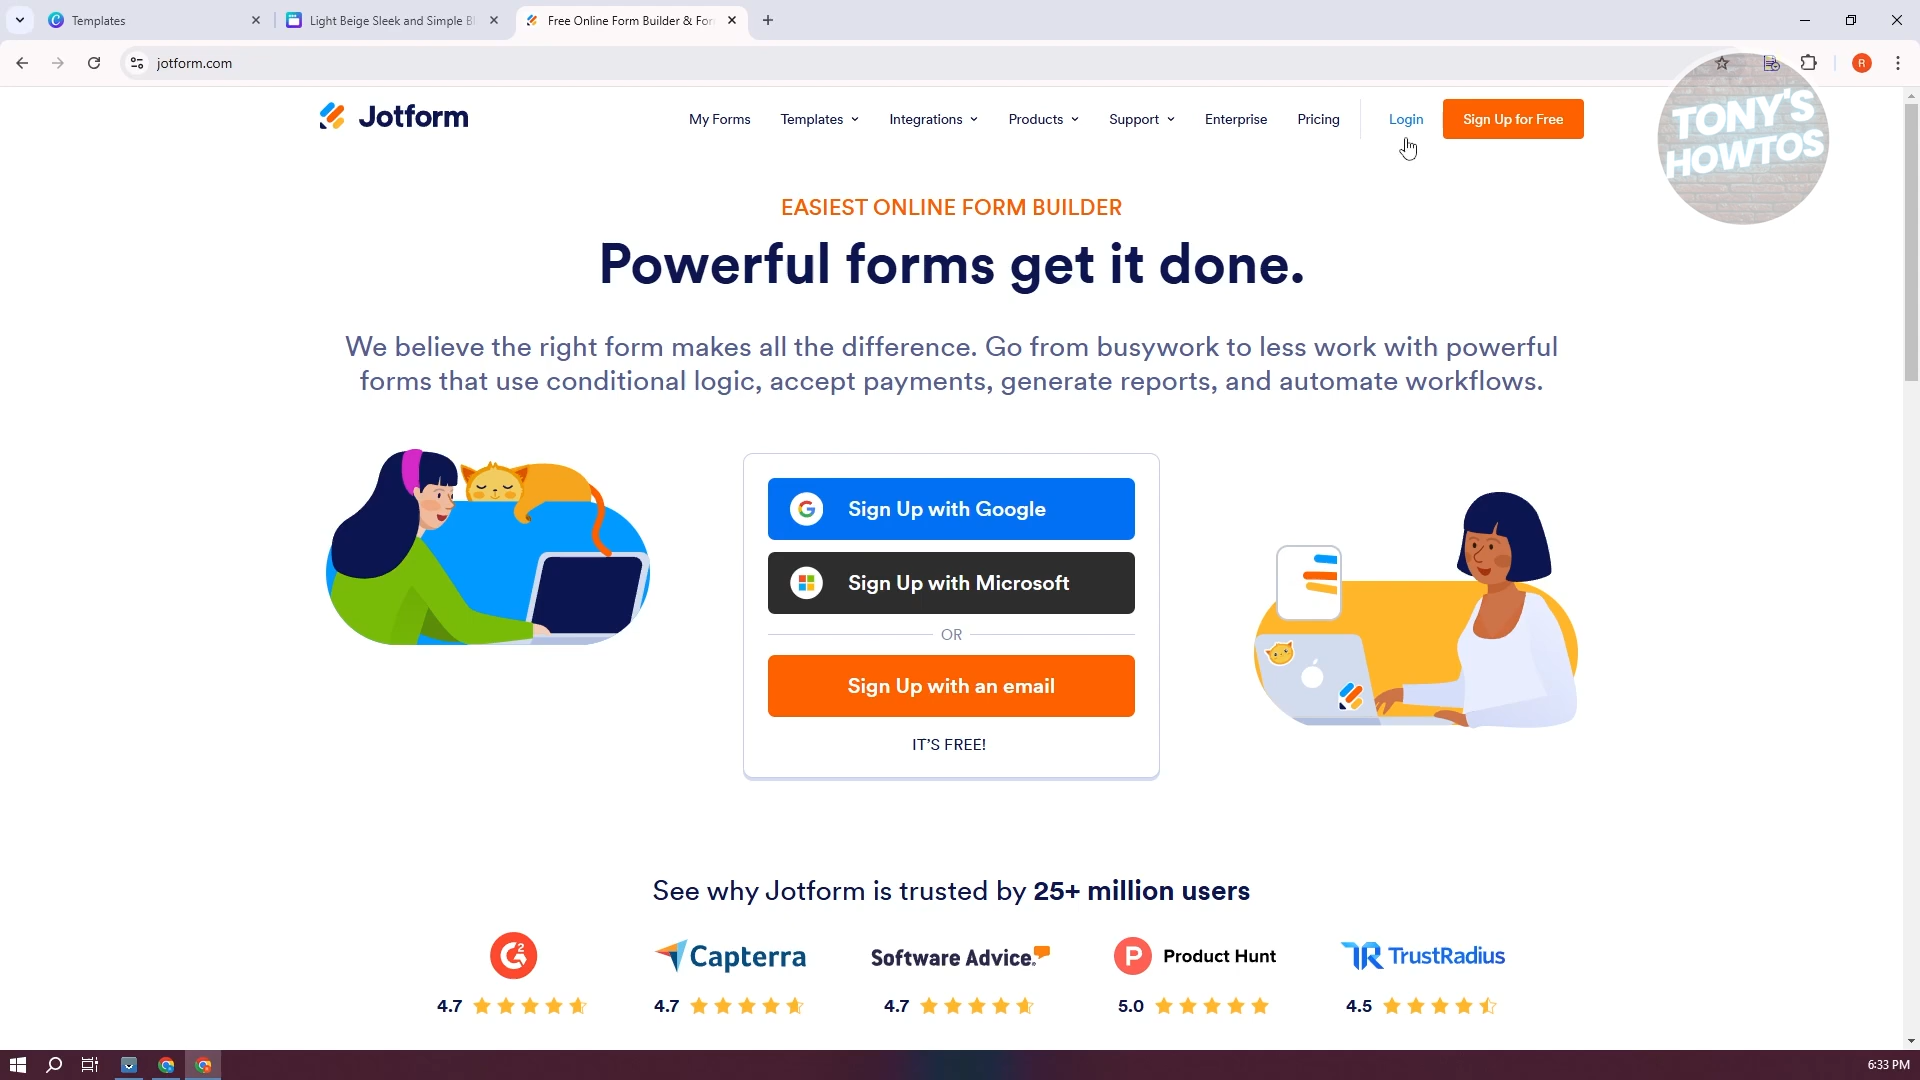 Templates
Light Beige Sleek and Simple Bl
Free Online Form Builder & For
jotform.com
R
TONY'S
HOWTOS
Jotform
My Forms
Templates
Integrations
Products
Support
Enterprise
Pricing
Login
Sign Up for Free
EASIEST ONLINE FORM BUILDER
Powerful forms get it done.
We believe the right form makes all the difference. Go from busywork to less work with powerful
forms that use conditional logic, accept payments, generate reports, and automate workflows.
Sign Up with Google
Sign Up with Microsoft
OR
Sign Up with an email
IT'S FREE!
See why Jotform is trusted by 25+ million users
G2
Capterra
Software Advice.
P Product Hunt
TR TrustRadius
4.7
4.7
4.7
5.0
4.5
6:33 PM